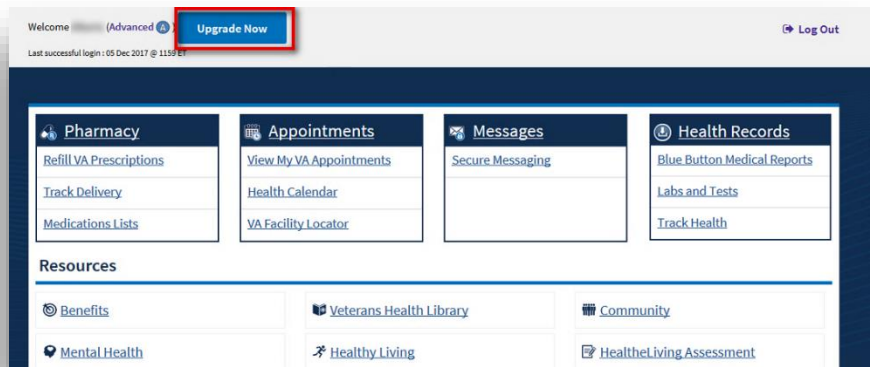 Welcome (Advanced A )
Upgrade Now
Log Out
Last successful login : 05 Dec 2017 @ 1159 ET
Pharmacy
Refill VA Prescriptions
Track Delivery
Medications Lists
Appointments
View My VA Appointments
Health Calendar
VA Facility Locator
Messages
Secure Messaging
Health Records
Blue Button Medical Reports
Labs and Tests
Track Health
Resources
Benefits
Veterans Health Library
Community
Mental Health
Healthy Living
HealtheLiving Assessment